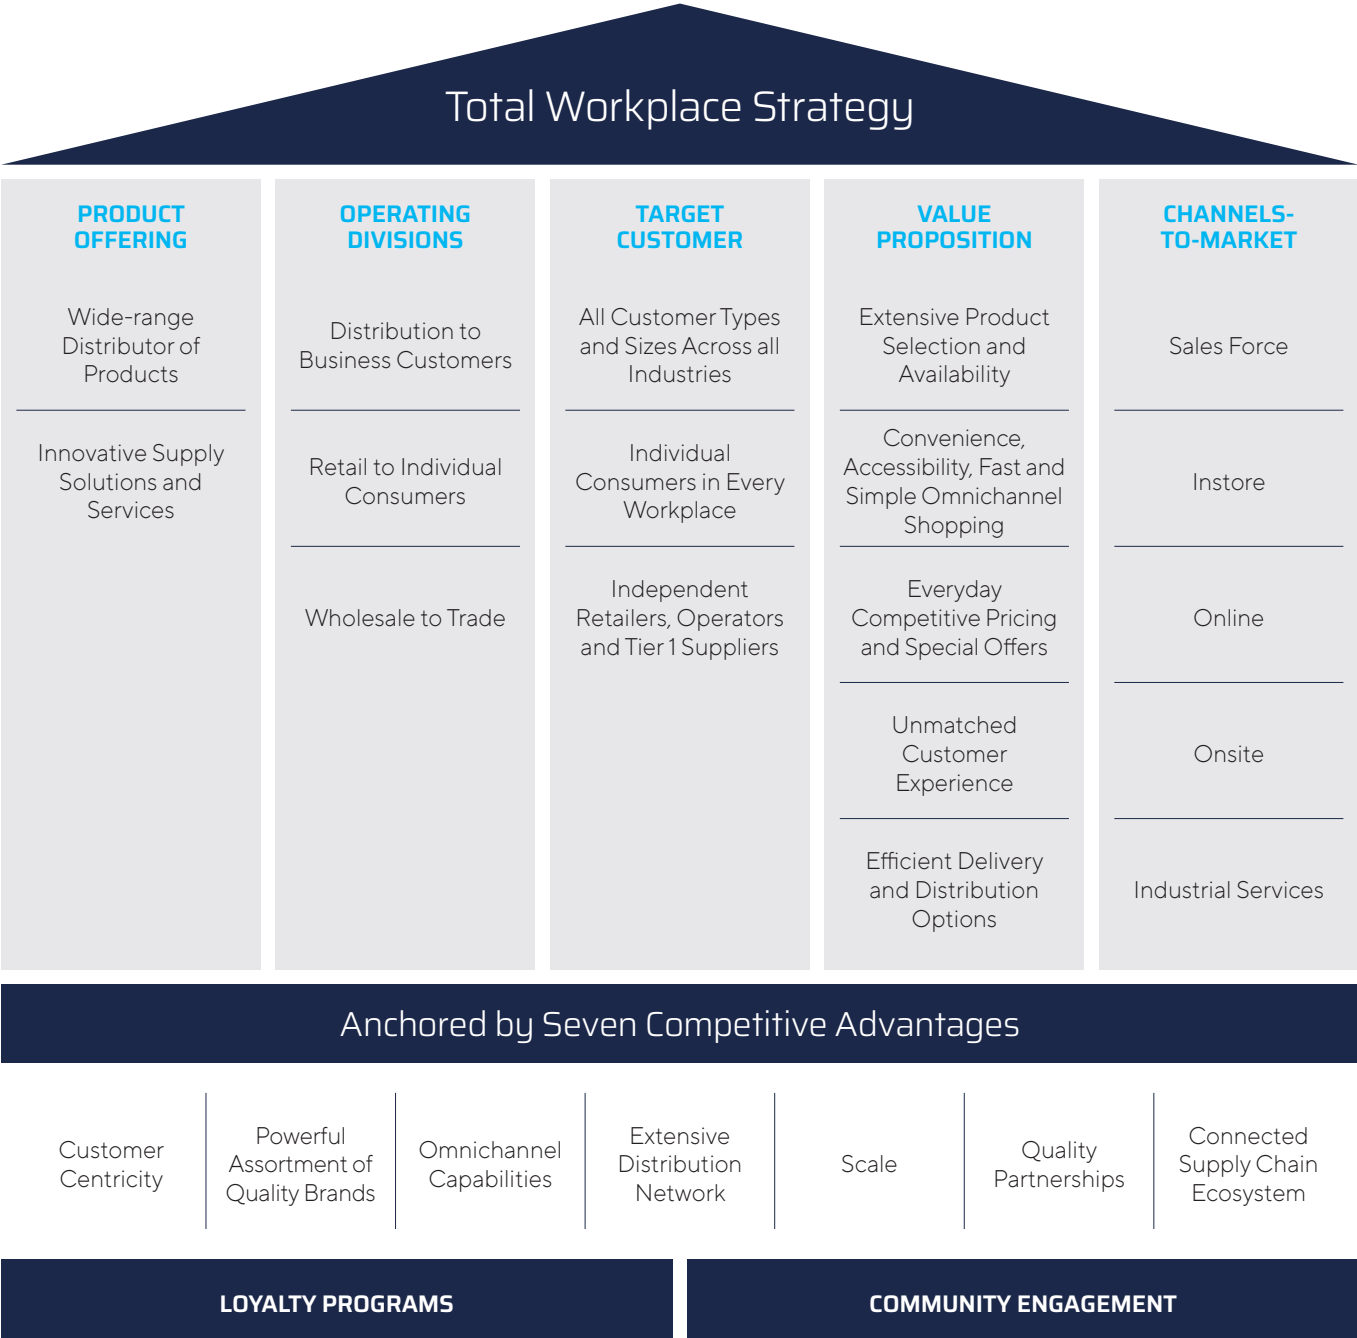 Total Workplace Strategy
PRODUCT
OFFERING
Wide-range
Distributor of
Products
Innovative Supply
Solutions and
Services
OPERATING
DIVISIONS
Distribution to
Business Customers
Retail to Individual
Consumers
Wholesale to Trade
TARGET
CUSTOMER
All Customer Types
and Sizes Across all
Industries
Individual
Consumers in Every
Workplace
Independent
Retailers, Operators
and Tier 1 Suppliers
VALUE
PROPOSITION
Extensive Product
Selection and
Availability
Convenience,
Accessibility, Fast and
Simple Omnichannel
Shopping
Everyday
Competitive Pricing
and Special Offers
Unmatched
Customer
Experience
Efficient Delivery
and Distribution
Options
CHANNELS-
TO-MARKET
Sales Force
Instore
Online
Onsite
Industrial Services
Anchored by Seven Competitive Advantages
Customer
Centricity
Powerful
Assortment of
Quality Brands
Omnichannel
Capabilities
Extensive
Distribution
Network
Scale
Quality
Partnerships
Connected
Supply Chain
Ecosystem
LOYALTY PROGRAMS
COMMUNITY ENGAGEMENT